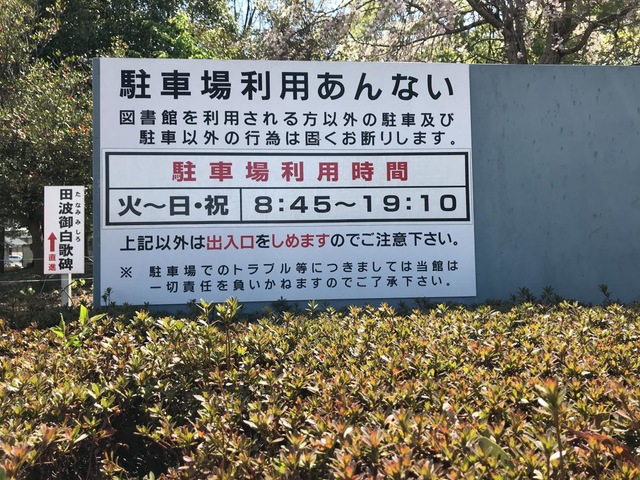 駐車場利用あんない
図書館を利用される方以外の駐車及び
駐車以外の行為は固くお断りします。
駐車場利用時間
火〜日・祝 8:45〜19:10
上記以外は出入口をしめますのでご注意下さい。
※ 駐車場でのトラブル等につきましては当館は
一切責任を負いかねますのでご了承下さい。
田波御白歌碑
たなみみしろ
直進